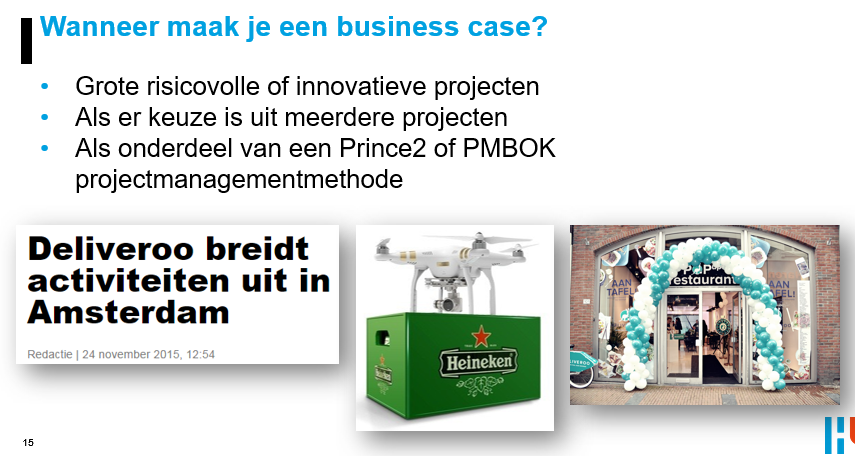 Wanneer maak je een business case?
• Grote risicovolle of innovatieve projecten
• Als er keuze is uit meerdere projecten
• Als onderdeel van een Prince2 of PMBOK
projectmanagementmethode
Deliveroo breidt
activiteiten uit in
Amsterdam
Redactie | 24 november 2015, 12:54
Heineken
restaurant
AAN
TAFEL!
AAN
TAFEL!
15